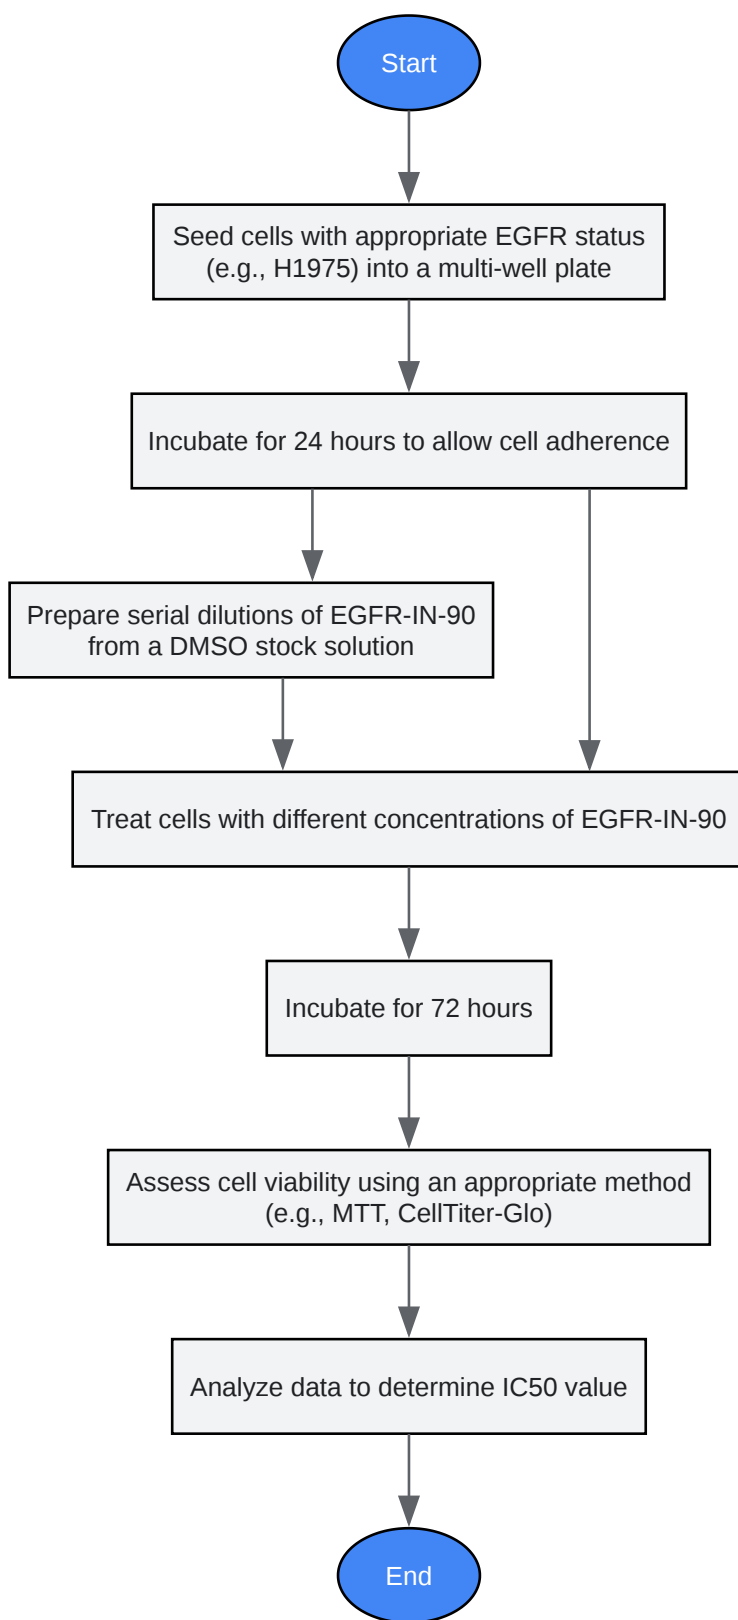 Start
Seed cells with appropriate EGFR status
(e.g., H1975) into a multi-well plate
Incubate for 24 hours to allow cell adherence
Prepare serial dilutions of EGFR-IN-90
from a DMSO stock solution
Treat cells with different concentrations of EGFR-IN-90
Incubate for 72 hours
Assess cell viability using an appropriate method
(e.g., MTT, CellTiter-Glo)
Analyze data to determine IC50 value
End